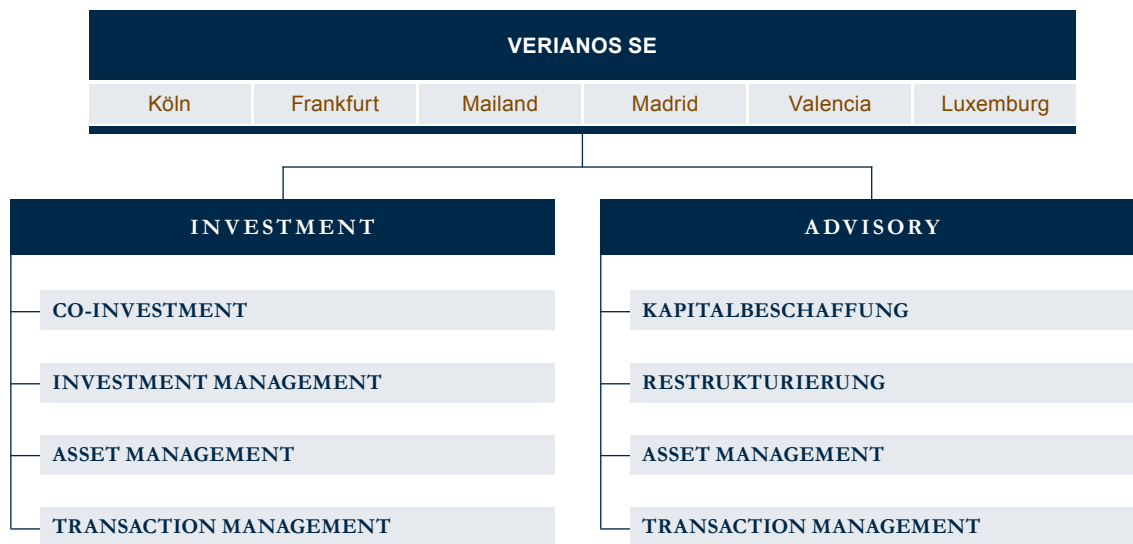 VERIANOS SE
Köln Frankfurt Mailand Madrid Valencia Luxemburg
INVESTMENT
CO-INVESTMENT
INVESTMENT MANAGEMENT
ASSET MANAGEMENT
TRANSACTION MANAGEMENT
ADVISORY
KAPITALBESCHAFFUNG
RESTRUKTURIERUNG
ASSET MANAGEMENT
TRANSACTION MANAGEMENT